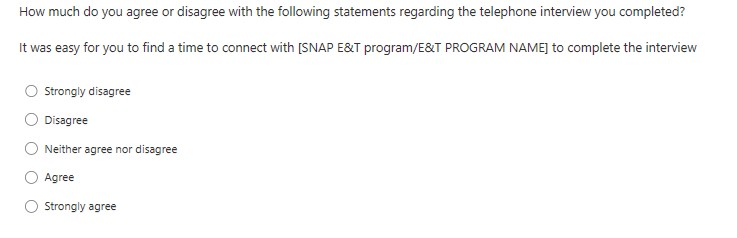 How much do you agree or disagree with the following statements regarding the telephone interview you completed?
It was easy for you to find a time to connect with [SNAP E&T program/E&T PROGRAM NAME] to complete the interview
Strongly disagree
Disagree
Neither agree nor disagree
Agree
Strongly agree